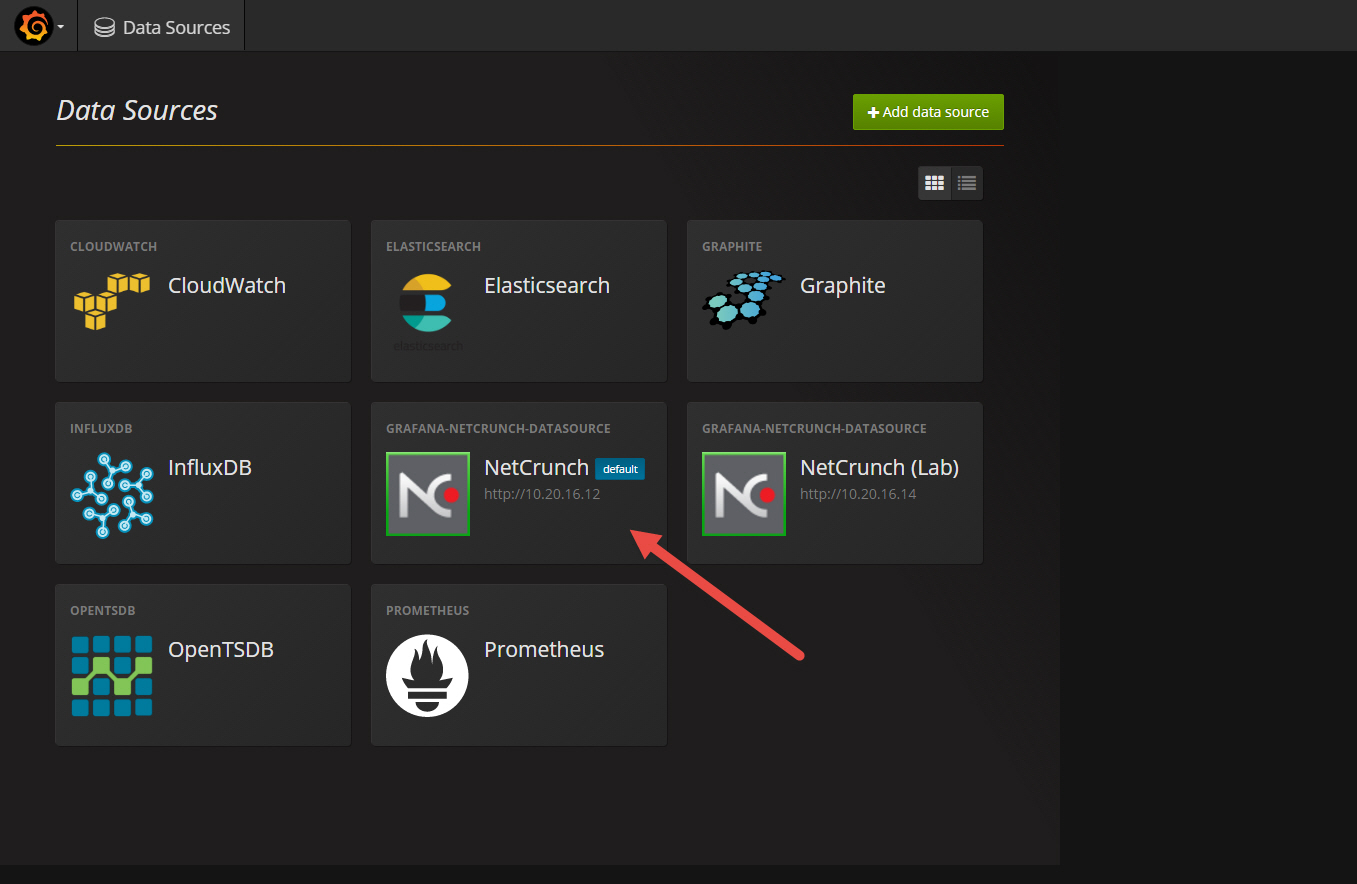 Data Sources
Data Sources
Add data source
CLOUDWATCH
CloudWatch
ELASTICSEARCH
Elasticsearch
elasticsearch
GRAPHITE
Graphite
INFLUXDB
InfluxDB
GRAFANA-NETCRUNCH-DATASOURCE
NetCrunch default
http://10.20.16.12
GRAFANA-NETCRUNCH-DATASOURCE
NetCrunch (Lab)
http://10.20.16.14
OPENTSDB
OpenTSDB
PROMETHEUS
Prometheus